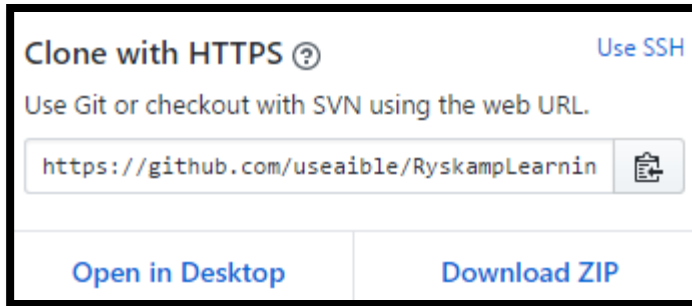 Clone with HTTPS ?
Use SSH
Use Git or checkout with SVN using the web URL.
https://github.com/useaible/RyskampLearnin
Open in Desktop
Download ZIP